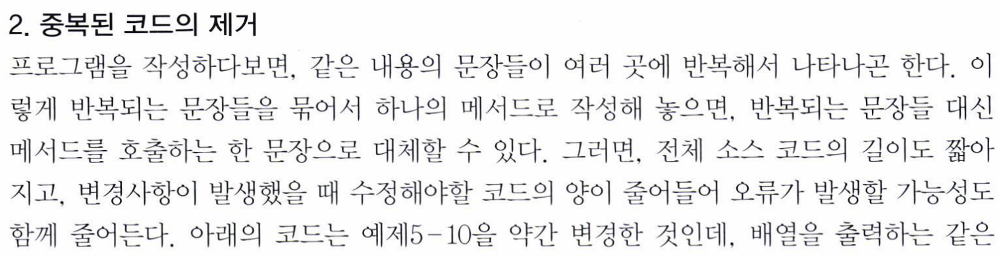 2. 중복된 코드의 제거
프로그램을 작성하다보면, 같은 내용의 문장들이 여러 곳에 반복해서 나타나곤 한다. 이
렇게 반복되는 문장들을 묶어서 하나의 메서드로 작성해 놓으면, 반복되는 문장들 대신
메서드를 호출하는 한 문장으로 대체할 수 있다. 그러면, 전체 소스 코드의 길이도 짧아
지고, 변경사항이 발생했을 때 수정해야할 코드의 양이 줄어들어 오류가 발생할 가능성도
함께 줄어든다. 아래의 코드는 예제5-10을 약간 변경한 것인데, 배열을 출력하는 같은